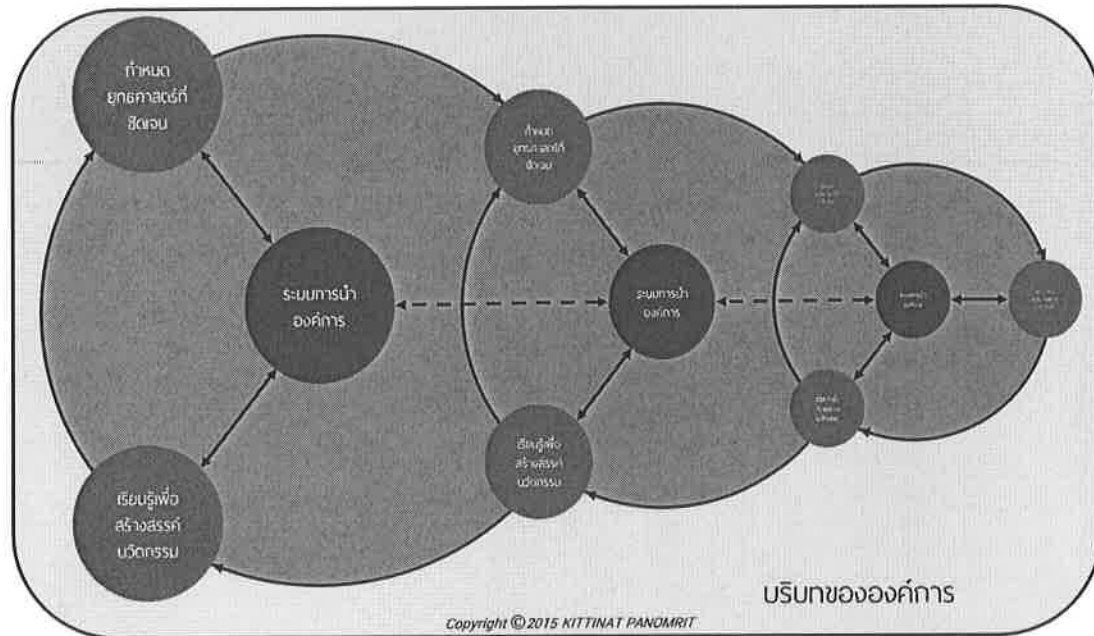 กำหนด
ยุทธศาสตร์ที่
ชัดเจน
กำหนด
ยุทธศาสตร์ที่
ชัดเจน
ระบบการนำ
องค์การ
ระบบการนำ
องค์การ
เรียนรู้เพื่อ
สร้างสรรค์
นวัตกรรม
เรียนรู้เพื่อ
สร้างสรรค์
นวัตกรรม
บริบทขององค์การ
Copyright © 2015 KITTINAT PANOMRIT